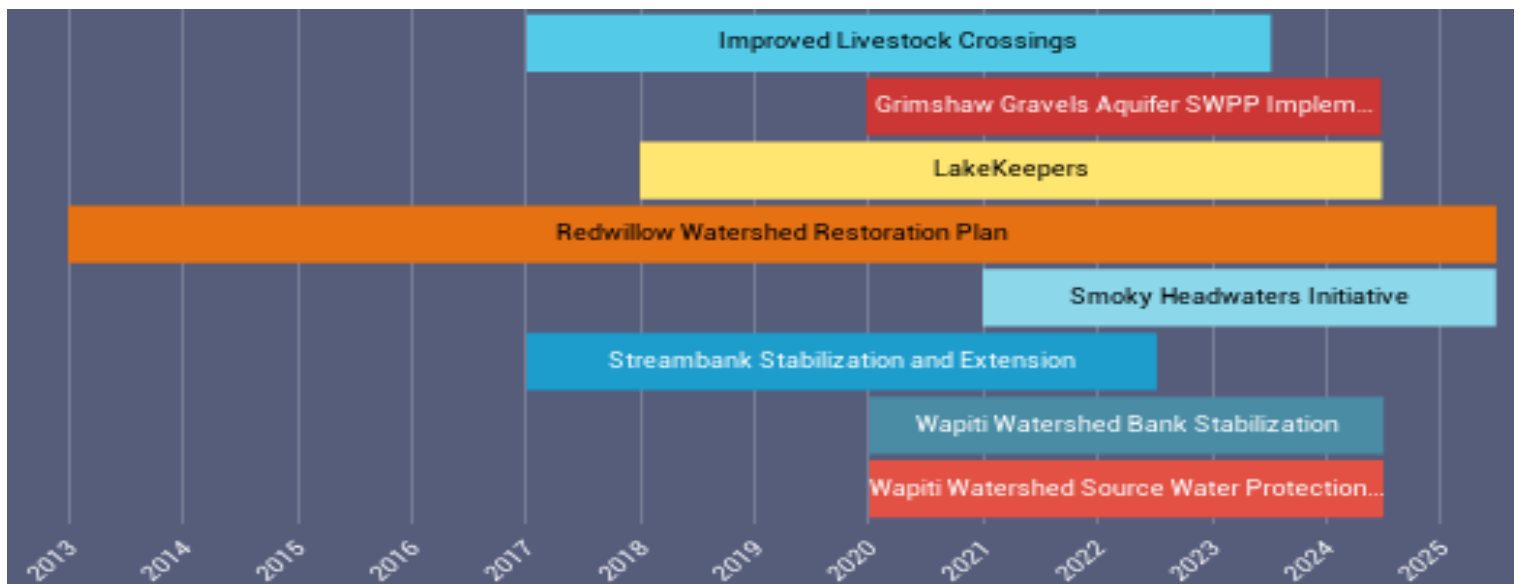 Improved Livestock Crossings
Grimshaw Gravels Aquifer SWPP Implem...
LakeKeepers
Redwillow Watershed Restoration Plan
Smoky Headwaters Initiative
Streambank Stabilization and Extension
Wapiti Watershed Bank Stabilization
Wapiti Watershed Source Water Protection...
2013 2014 2015 2016 2017 2018 2019 2020 2021 2022 2023 2024 2025